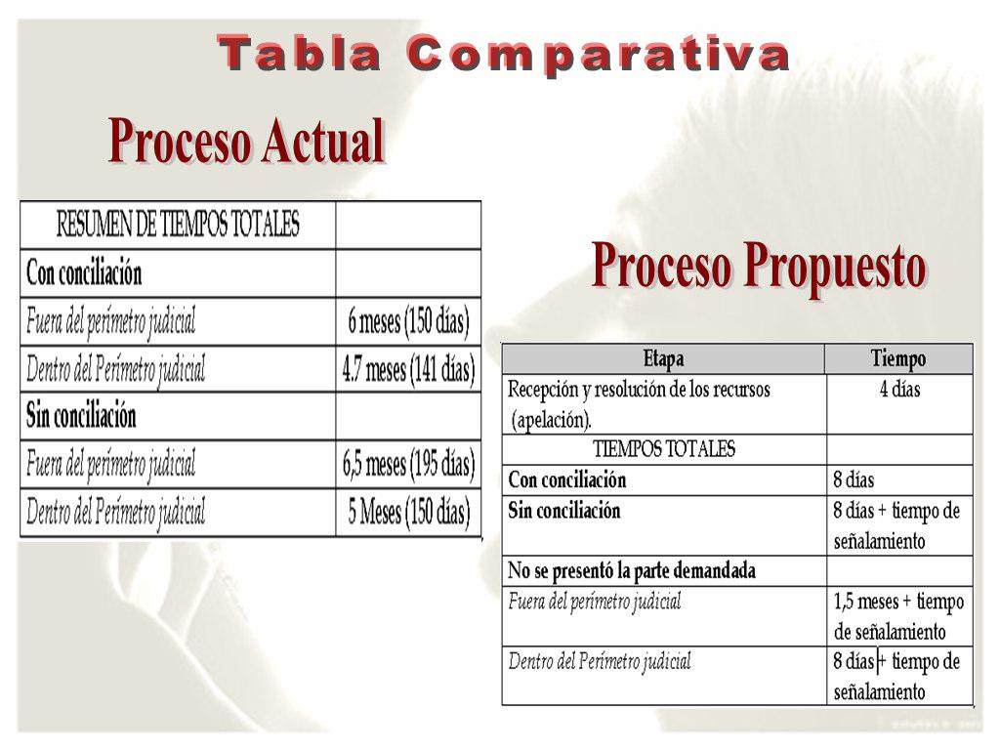 Tabla Comparativa
Proceso Actual
RESUMEN DE TIEMPOS TOTALES
Con conciliación
Fuera del perímetro judicial 6 meses (150 días)
Dentro del Perímetro judicial 4.7 meses (141 días)
Sin conciliación
Fuera del perímetro judicial 6,5 meses (195 días)
Dentro del Perímetro judicial 5 Meses (150 días)
Proceso Propuesto
Etapa Tiempo
Recepción y resolución de los recursos 4 días
(apelación).
TIEMPOS TOTALES
Con conciliación 8 días
Sin conciliación 8 días + tiempo de
señalamiento
No se presentó la parte demandada
Fuera del perímetro judicial 1,5 meses + tiempo
de señalamiento
Dentro del Perímetro judicial 8 días + tiempo de
señalamiento